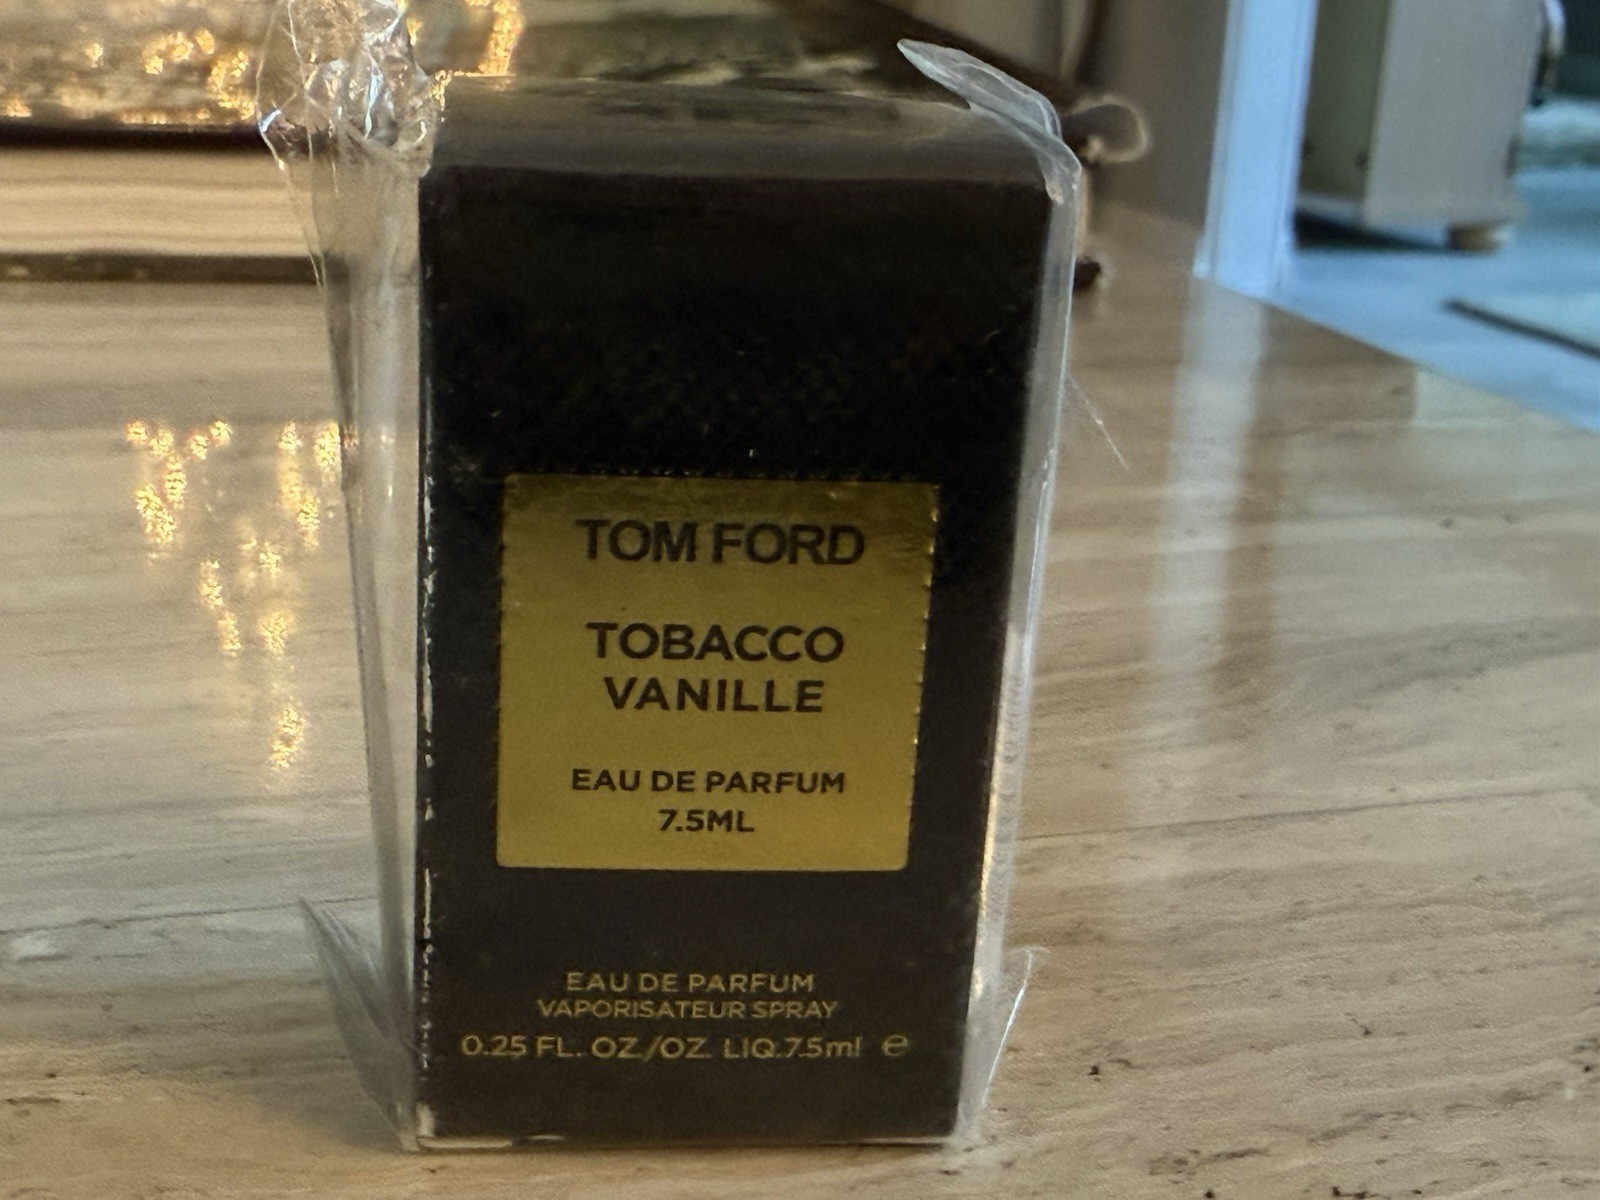 TOM FORD
TOBACCO
VANILLE
EAU DE PARFUM
7.5ML
EAU DE PARFUM
VAPORISATEUR SPRAY
0.25 FL. OZ./OZ. LIQ.7.5ml ℮